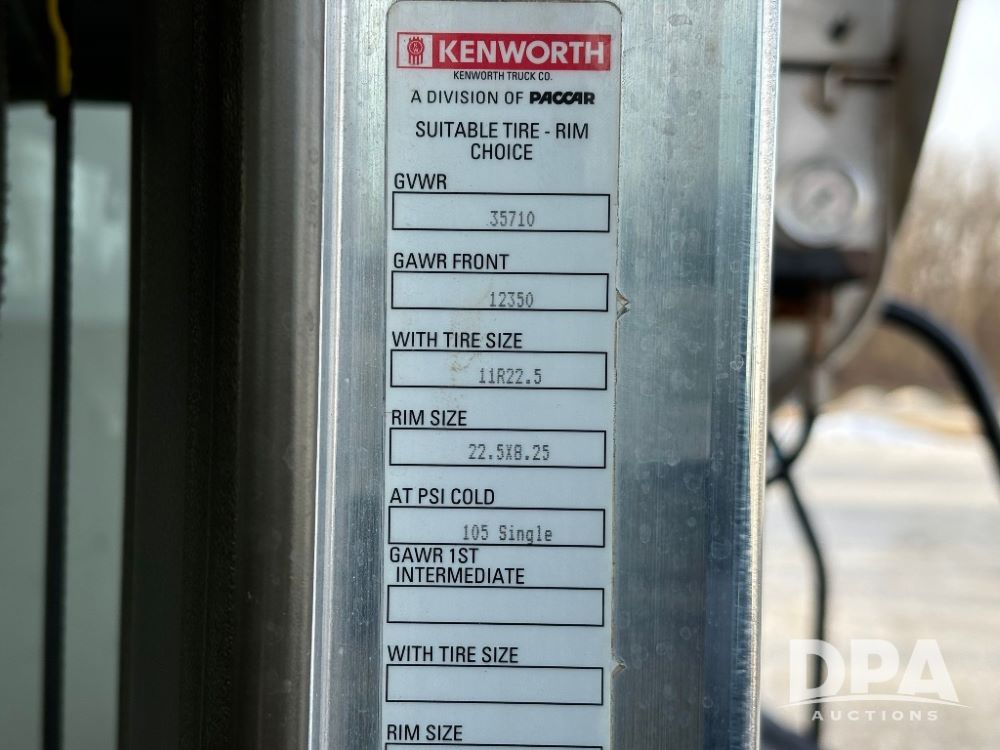 KENWORTH
KENWORTH TRUCK CO.
A DIVISION OF PACCAR
SUITABLE TIRE - RIM
CHOICE
GVWR
35710
GAWR FRONT
12350
WITH TIRE SIZE
11R22.5
RIM SIZE
22.5X8.25
AT PSI COLD
105 Single
GAWR 1ST
INTERMEDIATE
WITH TIRE SIZE
RIM SIZE
DPA
AUCTIONS